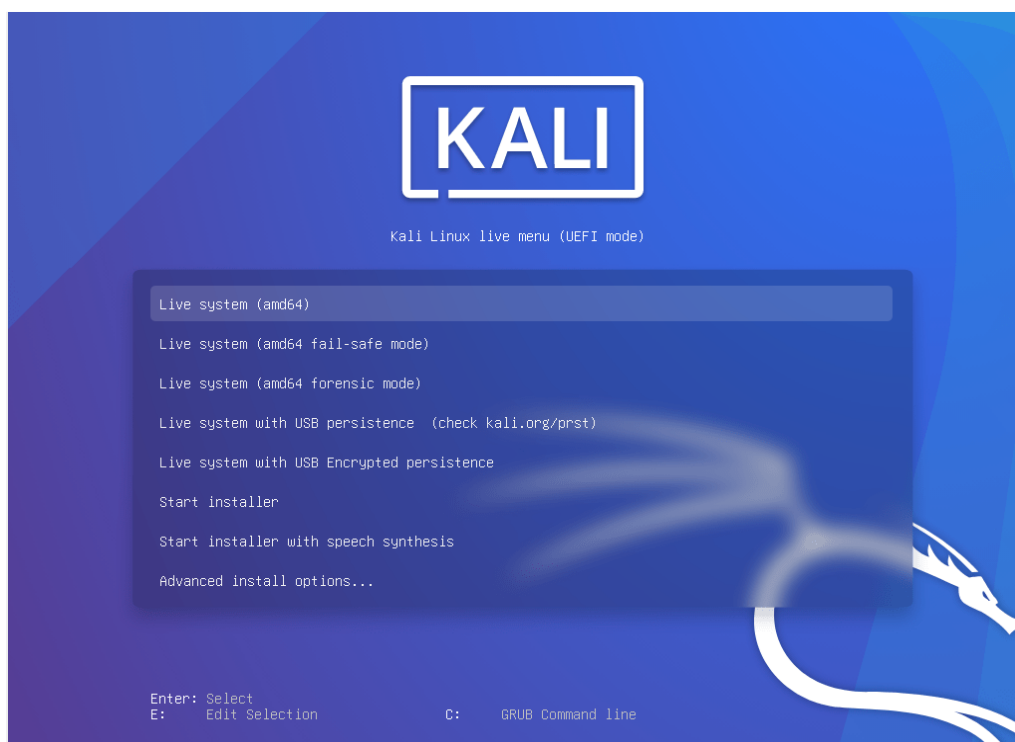 KALI
Kali Linux live menu (UEFI mode)
Live system (amd64)
Live system (amd64 fail-safe mode)
Live system (amd64 forensic mode)
Live system with USB persistence  (check kali.org/prst)
Live system with USB Encrypted persistence
Start installer
Start installer with speech synthesis
Advanced install options...
Enter: Select
E: Edit Selection C: GRUB Command line